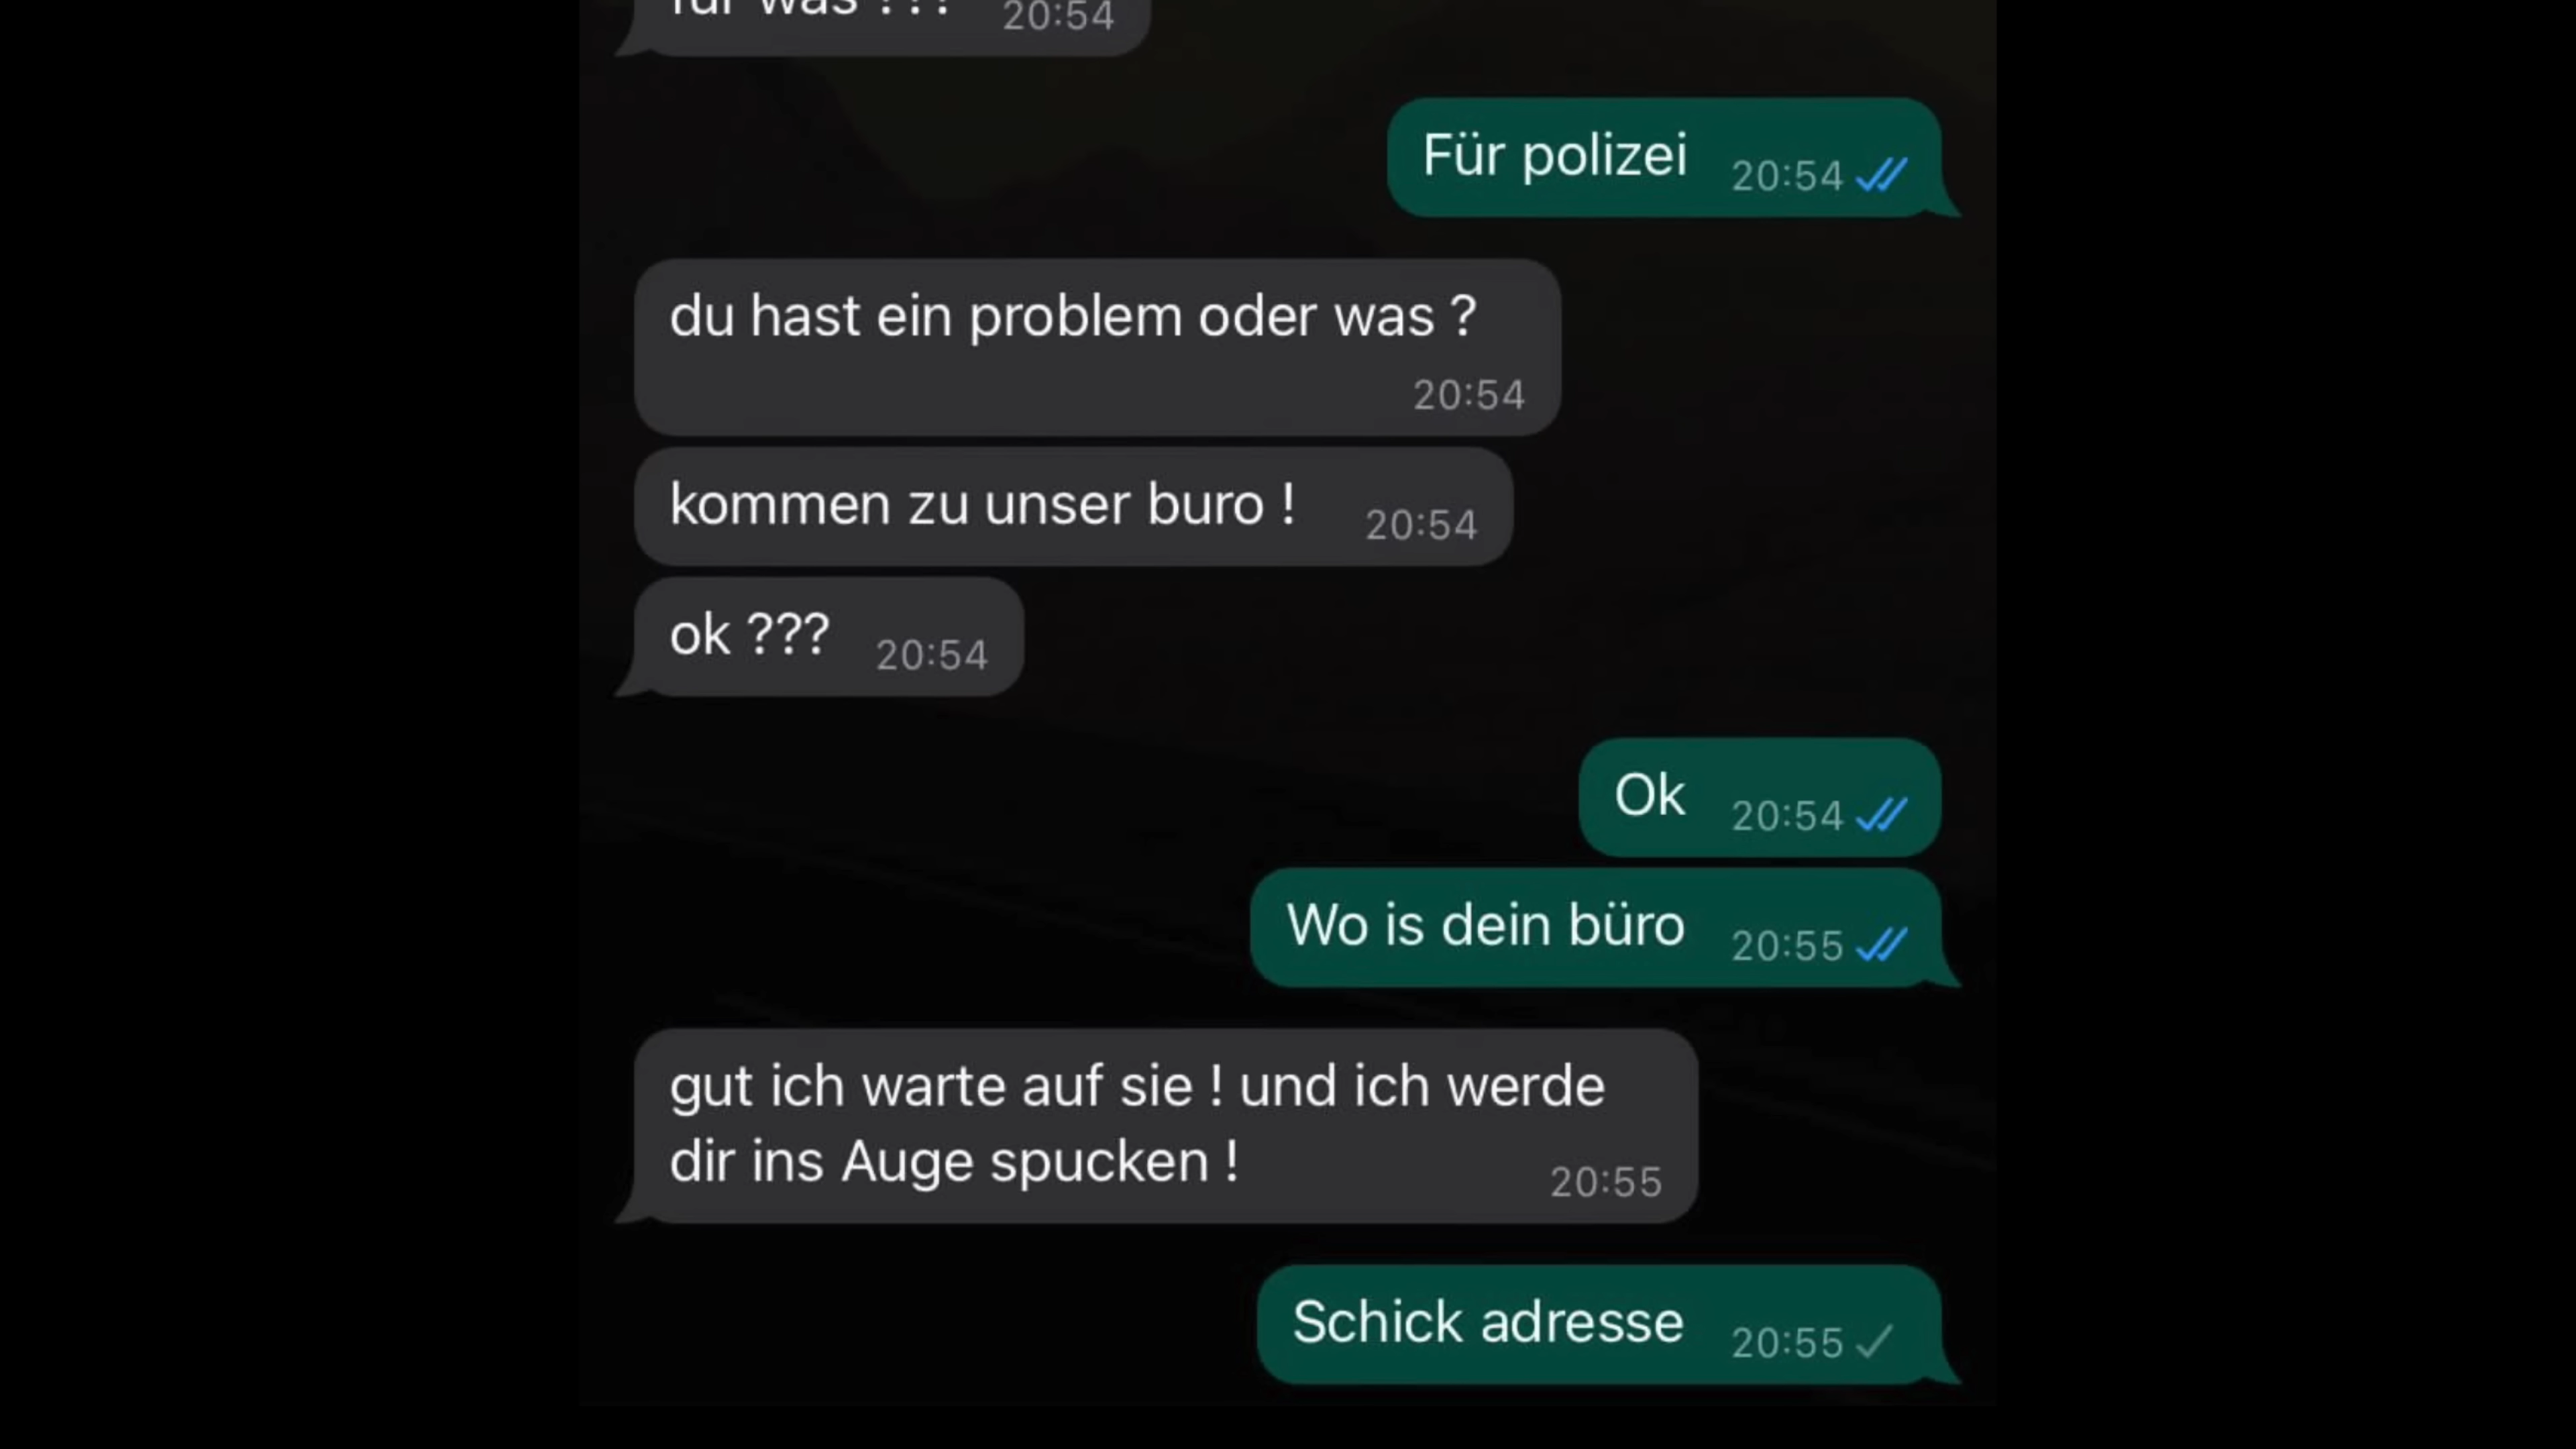 für was ??? 20:54
Für polizei 20:54
du hast ein problem oder was ?
20:54
kommen zu unser buro ! 20:54
ok ??? 20:54
Ok 20:54
Wo is dein büro 20:55
gut ich warte auf sie ! und ich werde
dir ins Auge spucken ! 20:55
Schick adresse 20:55